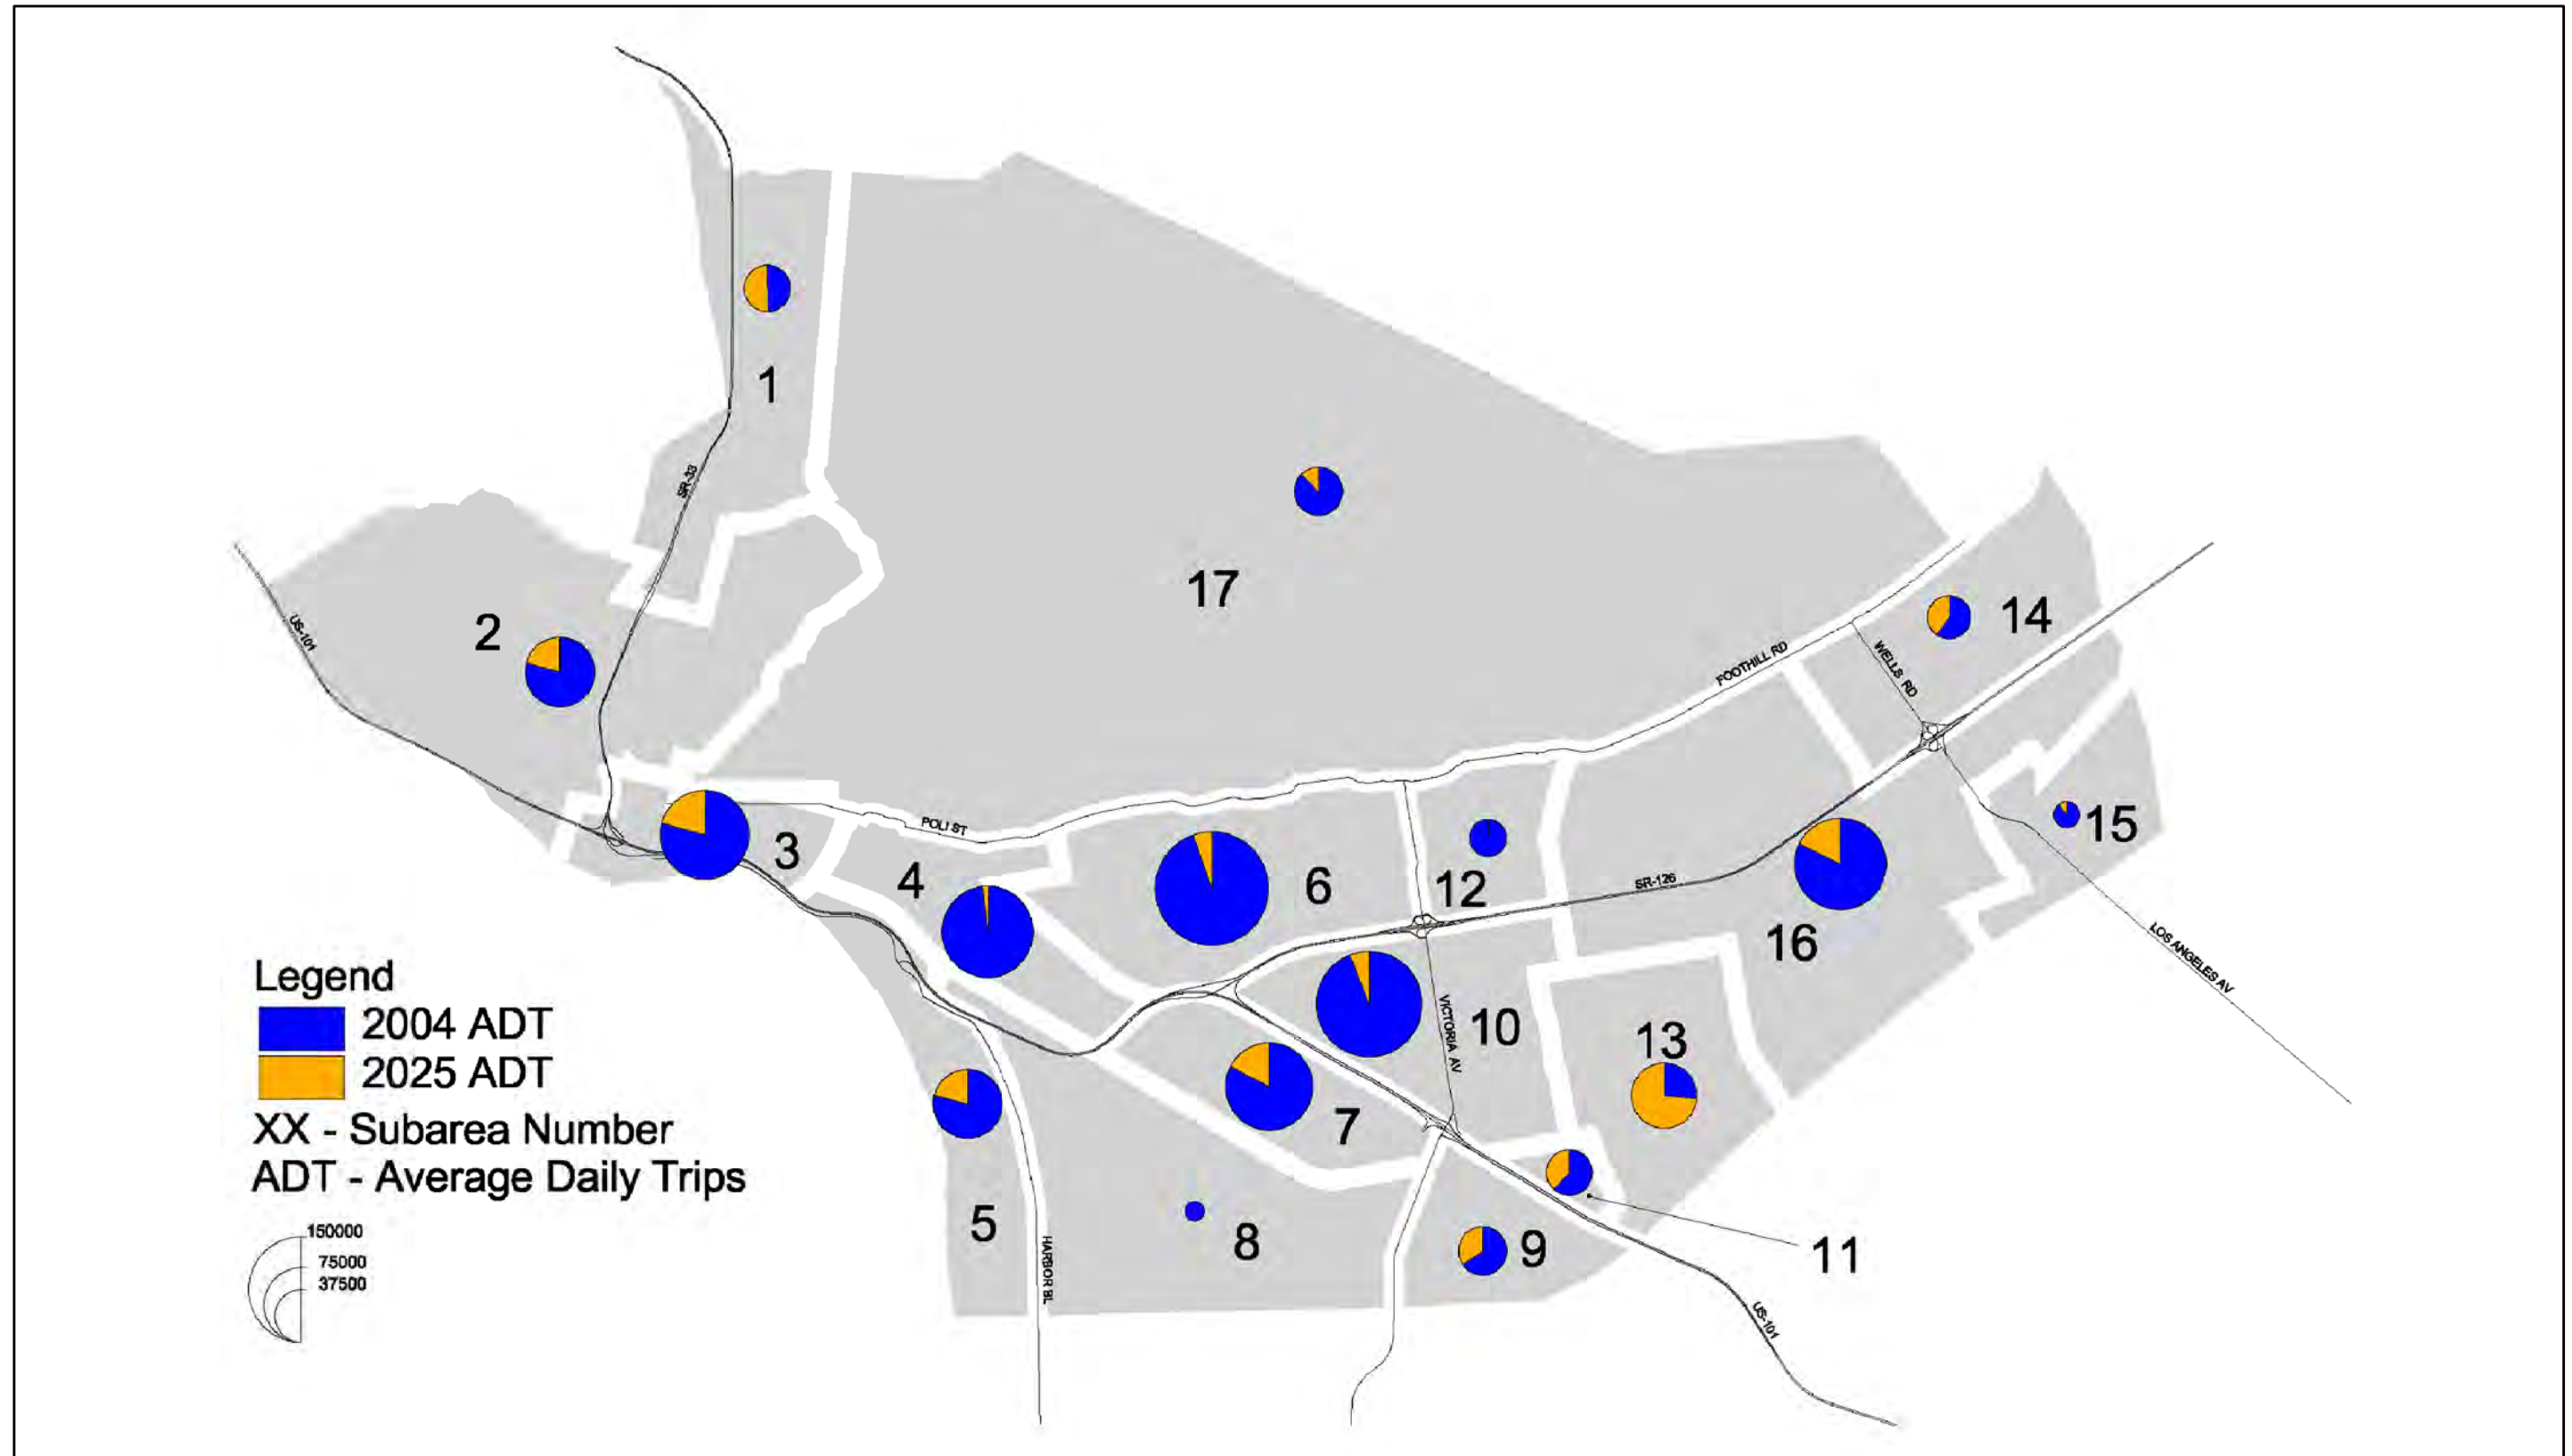 1
SR-33
17
2
US-101
14
FOOTHILL RD
WELLS RD
3
POLI ST
4
6
12
SR-126
15
16
LOS ANGELES AV
10
VICTORIA AV
13
7
5
HARBOR BL
8
9
11
US-101
Legend
2004 ADT
2025 ADT
XX - Subarea Number
ADT - Average Daily Trips
150000
75000
37500